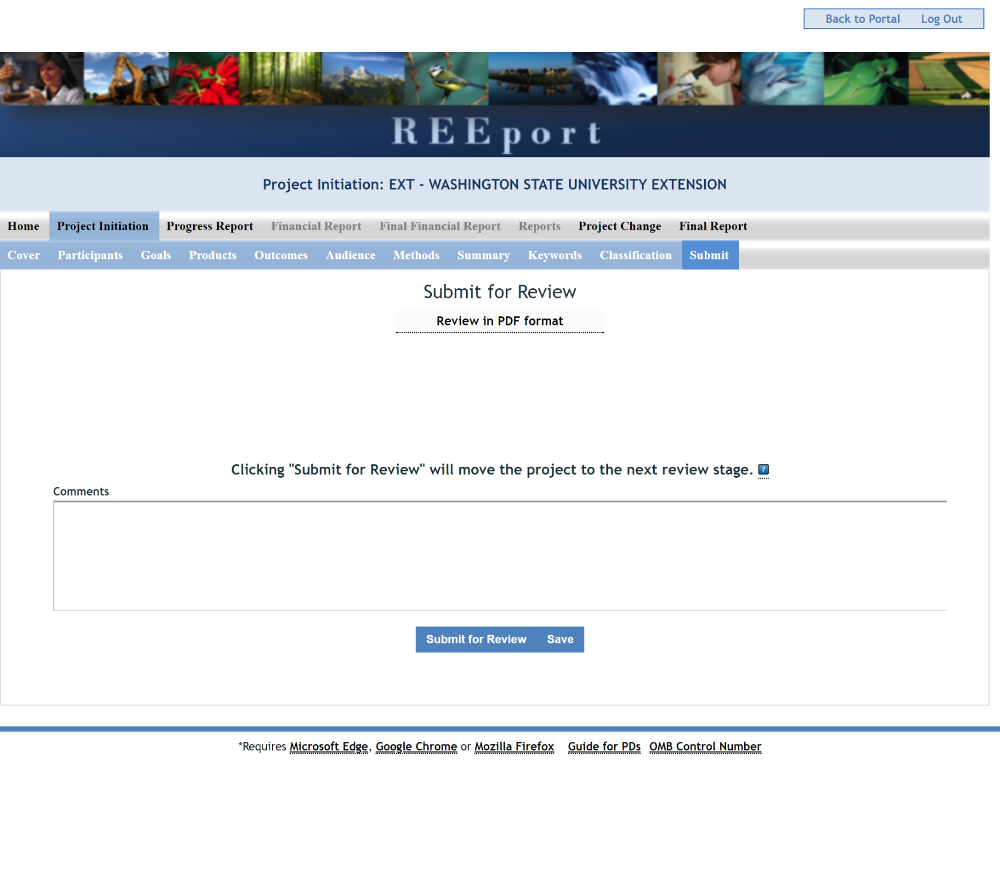 Back to Portal Log Out
REEport
Project Initiation: EXT - WASHINGTON STATE UNIVERSITY EXTENSION
Home Project Initiation Progress Report Financial Report Final Financial Report Reports Project Change Final Report
Cover Participants Goals Products Outcomes Audience Methods Summary Keywords Classification Submit
Submit for Review
Review in PDF format
Clicking "Submit for Review" will move the project to the next review stage. ?
Comments
Submit for Review Save
*Requires Microsoft Edge, Google Chrome or Mozilla Firefox Guide for PDs OMB Control Number